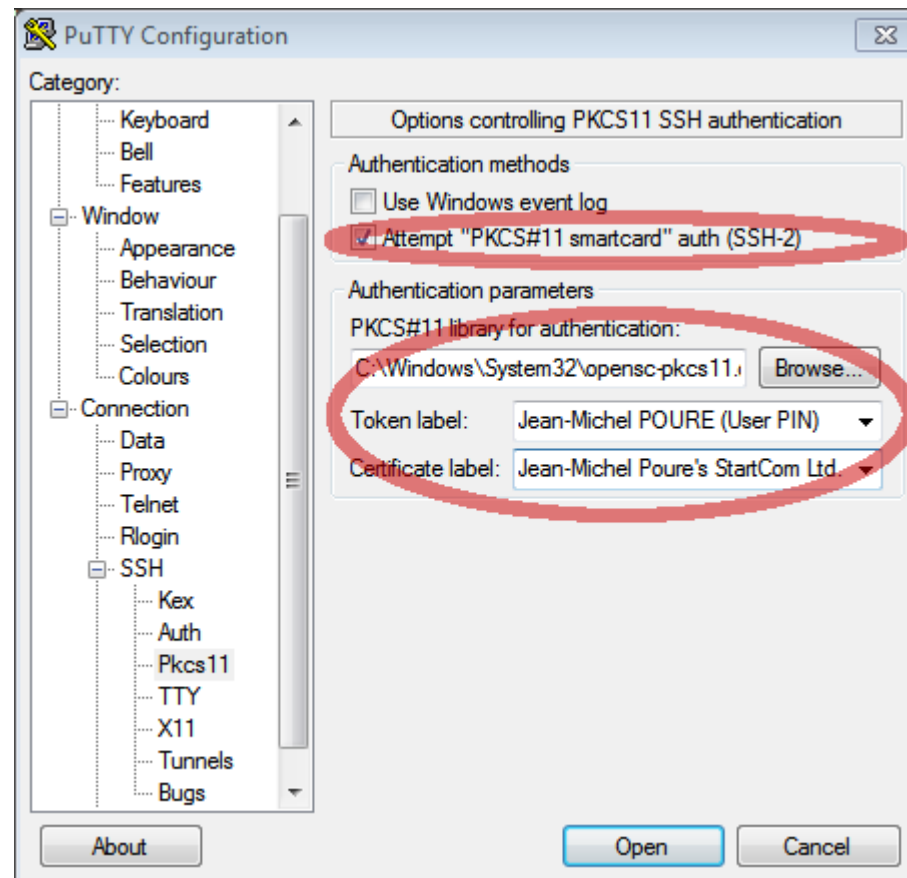 PuTTY Configuration
Category:
Keyboard
Bell
Features
Window
Appearance
Behaviour
Translation
Selection
Colours
Connection
Data
Proxy
Telnet
Rlogin
SSH
Kex
Auth
Pkcs11
TTY
X11
Tunnels
Bugs
Options controlling PKCS11 SSH authentication
Authentication methods
Use Windows event log
Attempt "PKCS#11 smartcard" auth (SSH-2)
Authentication parameters
PKCS#11 library for authentication:
C:\Windows\System32\opensc-pkcs11. Browse...
Token label: Jean-Michel POURE (User PIN)
Certificate label: Jean-Michel Poure's StartCom Ltd.
About Open Cancel